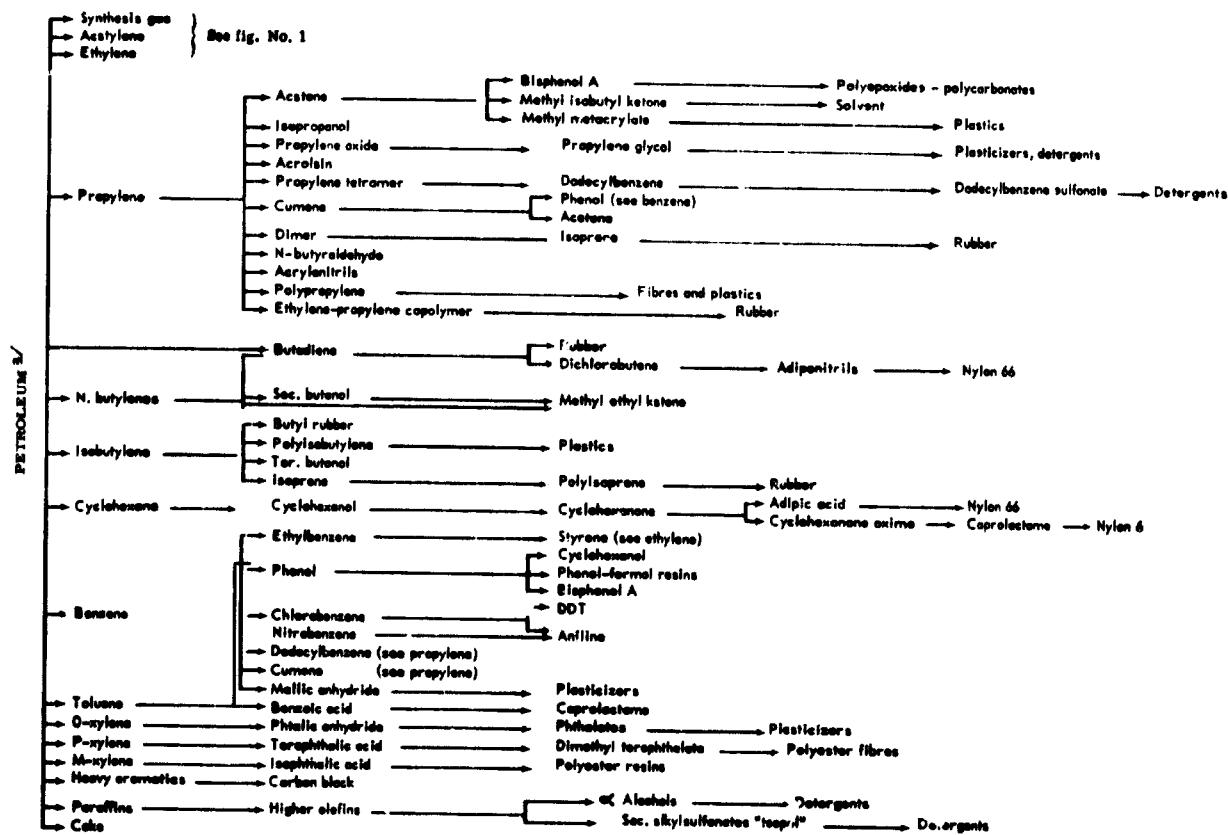 Synthesis gas
Acetylene
Ethylene
See fig. No. 1
PETROLEUM a/
Propylene
Acetone
Bisphenol A
Polyepoxides - polycarbonates
Methyl isobutyl ketone
Solvent
Methyl metacrylate
Plastics
Isopropanol
Propylene oxide
Propylene glycol
Plasticizers, detergents
Acrolein
Propylene tetramer
Dodecylbenzene
Dodecylbenzene sulfonate
Detergents
Cumene
Phenol (see benzene)
Acetone
Dimer
Isoprene
Rubber
N-butyraldehyde
Acrylonitrile
Polypropylene
Fibres and plastics
Ethylene-propylene copolymer
Rubber
Butadiene
Rubber
Dichlorobutene
Adiponitrile
Nylon 66
N. butylenes
Sec. butenol
Methyl ethyl ketone
Isobutylene
Butyl rubber
Polyisobutylene
Plastics
Ter. butenol
Isoprene
Polyisoprene
Rubber
Cyclohexane
Cyclohexanol
Cyclohexanone
Adipic acid
Nylon 66
Cyclohexanone oxime
Caprolactame
Nylon 6
Benzene
Ethylbenzene
Styrene (see ethylene)
Phenol
Cyclohexanol
Phenol-formol resins
Bisphenol A
Chlorobenzene
DDT
Nitrobenzene
Aniline
Dodecylbenzene (see propylene)
Cumene (see propylene)
Malic anhydride
Plasticizers
Toluene
Benzoic acid
Caprolactame
O-xylene
Phtalic anhydride
Phthalates
Plasticizers
P-xylene
Terephthalic acid
Dimethyl terephthalate
Polyester fibres
M-xylene
Isophthalic acid
Polyester resins
Heavy aromatics
Carbon black
Paraffins
Higher olefins
∝ Alcohols
Detergents
Sec. alkylsulfonates "teepol"
Detergents
Coke